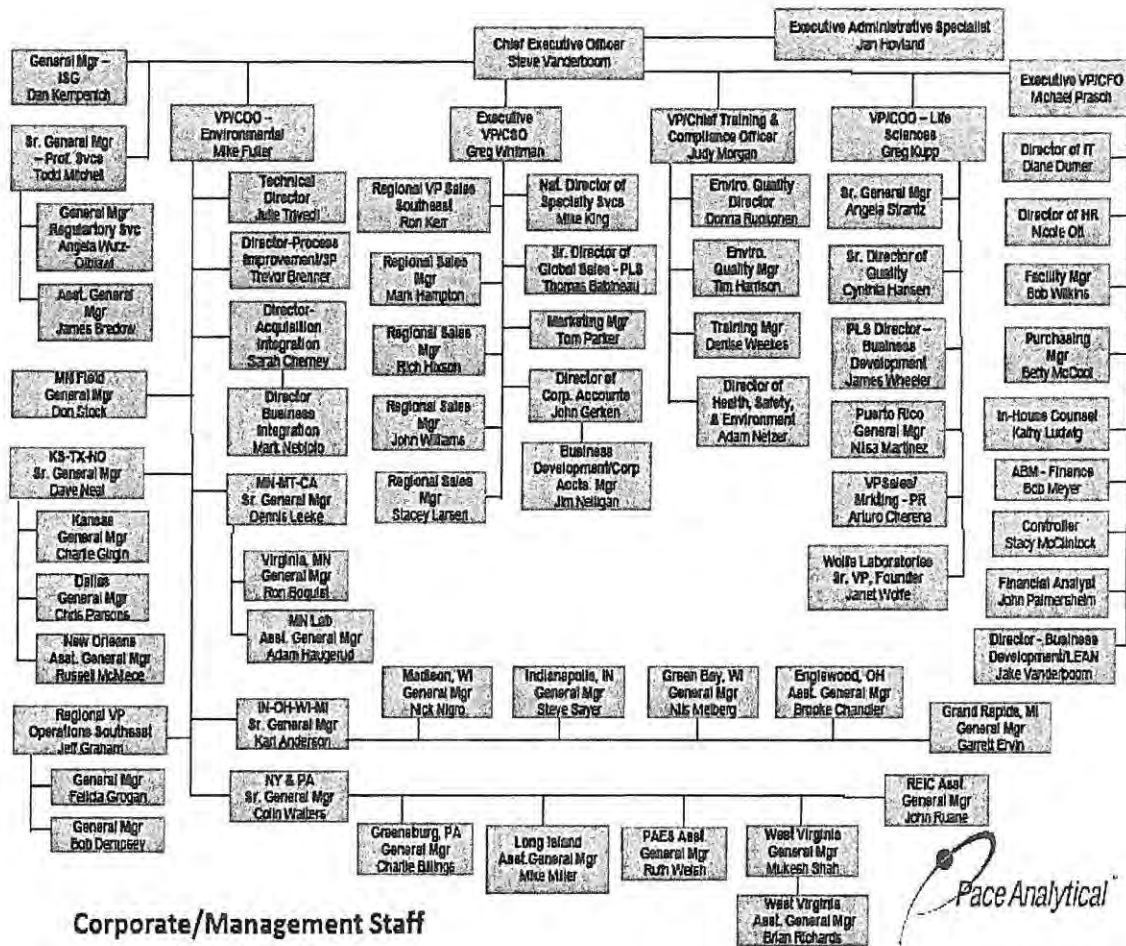 Executive Administrative Specialist
Jan Hovland
Chief Executive Officer
Steve Vanderboom
General Mgr –
ISG
Dan Kempenich
Executive VP/CFO
Michael Prasch
VP/COO –
Environmental
Mike Fuller
Executive
VP/CSO
Greg Whitman
VP/Chief Training &
Compliance Officer
Judy Morgan
VP/COO – Life
Sciences
Greg Kupp
Sr. General Mgr
– Prof. Svcs
Todd Mitchell
General Mgr
Regulartory Svc
Angela
Asst. General
Mgr
James Bredow
MN Field
General Mgr
Don Stock
KS-TX-NO
Sr. General Mgr
Dave Neal
Kansas
General Mgr
Charlie Girgin
Dallas
General Mgr
Chris Parsons
New Orleans
Asst. General Mgr
Russell McNiece
Regional VP
Operations Southeast
Jeff Graham
General Mgr
Felicia Grogan
General Mgr
Bob Dempsey
Technical
Director
Julie Trivedi
Director-Process
Improvement/3P
Trevor Brenner
Director-
Acquisition
Integration
Sarah Cherney
Director
Business
Integration
Mark
MN-MT-CA
Sr. General Mgr
Dennis Leeke
Virginia, MN
General Mgr
Ron Boquist
MN Lab
Asst. General Mgr
Adam Haugerud
IN-OH-WI-MI
Sr. General Mgr
Karl Anderson
NY & PA
Sr. General Mgr
Colin Walters
Regional VP Sales
Southeast
Ron Kerr
Regional Sales
Mgr
Mark Hampton
Regional Sales
Mgr
Rich Hixson
Regional Sales
Mgr
John Williams
Regional Sales
Mgr
Stacey Larsen
Nat. Director of
Specialty Svcs
Mike King
Sr. Director of
Global Sales - PLS
Thomas Babineau
Marketing Mgr
Tom Parker
Director of
Corp. Accounts
John Gerken
Business
Development/Corp
Accts. Mgr
Jim Nelligan
Enviro. Quality
Director
Donna Ruokonen
Enviro.
Quality Mgr
Tim Harrison
Training Mgr
Denise Weekes
Director of
Health, Safety,
& Environment
Adam Netzer
Sr. General Mgr
Angela Strantz
Sr. Director of
Quality
Cynthia Hansen
PLS Director –
Business
Development
James Wheeler
Puerto Rico
General Mgr
Nilsa Martinez
VPSales/
Mrkting - PR
Arturo Cherena
Wolfe Laboratories
Sr. VP, Founder
Janet Wolfe
Director of IT
Diane Dumer
Director of HR
Nicole Ott
Facility Mgr
Bob Wilkins
Purchasing
Mgr
Betty McCool
In-House Counsel
Kathy Ludwig
ABM - Finance
Bob Meyer
Controller
Stacy McClintock
Financial Analyst
John Palmersheim
Director - Business
Development/LEAN
Jake Vanderboom
Madison, WI
General Mgr
Nick Nigro
Indianapolis, IN
General Mgr
Steve Sayer
Green Bay, WI
General Mgr
Nils Melberg
Englewood, OH
Asst. General Mgr
Brooke Chandler
Grand Rapids, MI
General Mgr
Garrett Ervin
REIC Asst.
General Mgr
John Ruane
Greensburg, PA
General Mgr
Charlie Billings
Long Island
Asst.General Mgr
Mike Miller
PAES Asst.
General Mgr
Ruth Welsh
West Virginia
General Mgr
Mukesh Shah
West Virginia
Asst. General Mgr
Brian Richards
Corporate/Management Staff
Pace Analytical